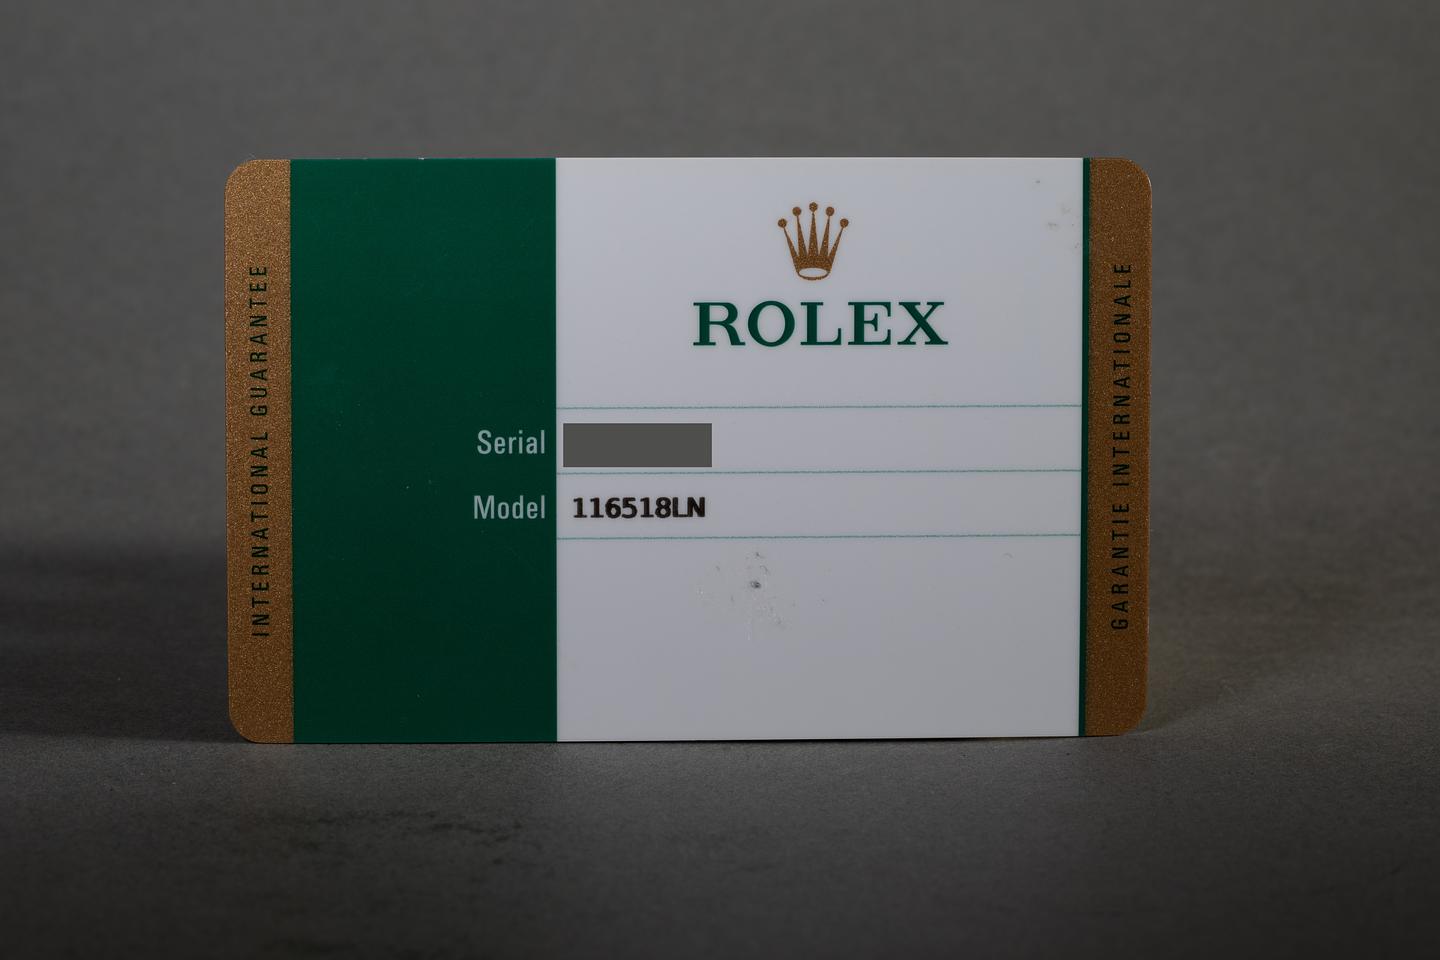 INTERNATIONAL GUARANTEE
ROLEX
Serial
Model 116518LN
GARANTIE INTERNATIONALE